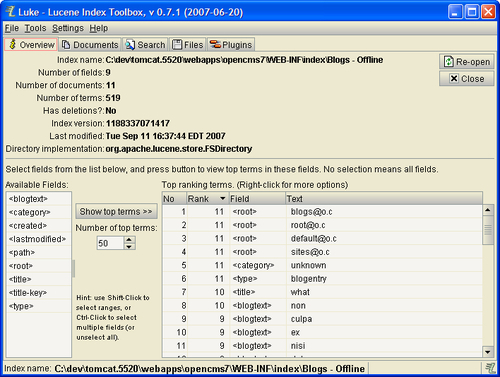 Luke - Lucene Index Toolbox, v 0.7.1 (2007-06-20)
File Tools Settings Help
Overview Documents Search Files Plugins
Index name: C:\dev\tomcat.5520\webapps\opencms7\WEB-INF\index\Blogs - Offline
Re-open
Number of fields: 9
Close
Number of documents: 11
Number of terms: 519
Has deletions?: No
Index version: 1188337071417
Last modified: Tue Sep 11 16:37:44 EDT 2007
Directory implementation: org.apache.lucene.store.FSDirectory
Select fields from the list below, and press button to view top terms in these fields. No selection means all fields.
Available Fields:
<blogtext>
<category>
<created>
<lastmodified>
<path>
<root>
<title>
<title-key>
<type>
Show top terms >>
Number of top terms:
50
Hint: use Shift-Click
to select ranges, or
Ctrl-Click to select
multiple fields (or
unselect all).
Top ranking terms. (Right-click for more options)
No Rank Field Text
1 11 <root> blogs@o.c
2 11 <root> root@o.c
3 11 <root> default@o.c
4 11 <root> sites@o.c
5 11 <category> unknown
6 11 <type> blogentry
7 10 <title> what
8 10 <blogtext> non
9 9 <blogtext> culpa
10 9 <blogtext> ex
11 9 <blogtext> nisi
Index name: C:\dev\tomcat.5520\webapps\opencms7\WEB-INF\index\Blogs - Offline